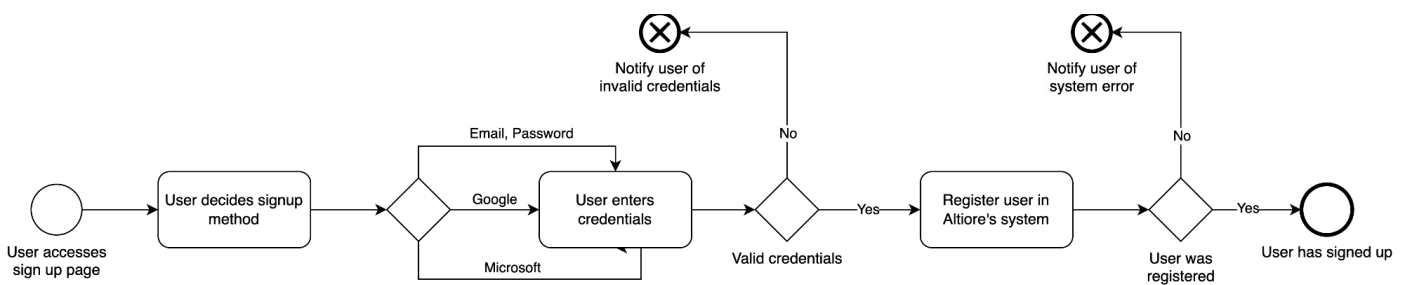 Notify user of
invalid credentials
Notify user of
system error
Email, Password
No
No
User decides signup
method
Google
User enters
credentials
Yes
Register user in
Altiore's system
Yes
User accesses
sign up page
Microsoft
Valid credentials
User was
registered
User has signed up